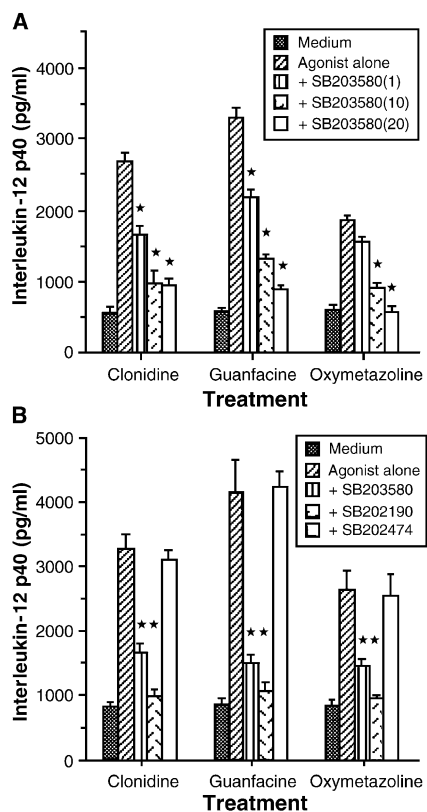 A
Interleukin-12 p40 (pg/ml)
4000
3000
2000
1000
0
Medium
Agonist alone
+ SB203580(1)
+ SB203580(10)
+ SB203580(20)
Clonidine Guanfacine Oxymetazoline
Treatment
B
Interleukin-12 p40 (pg/ml)
5000
4000
3000
2000
1000
0
Medium
Agonist alone
+ SB203580
+ SB202190
+ SB202474
Clonidine Guanfacine Oxymetazoline
Treatment